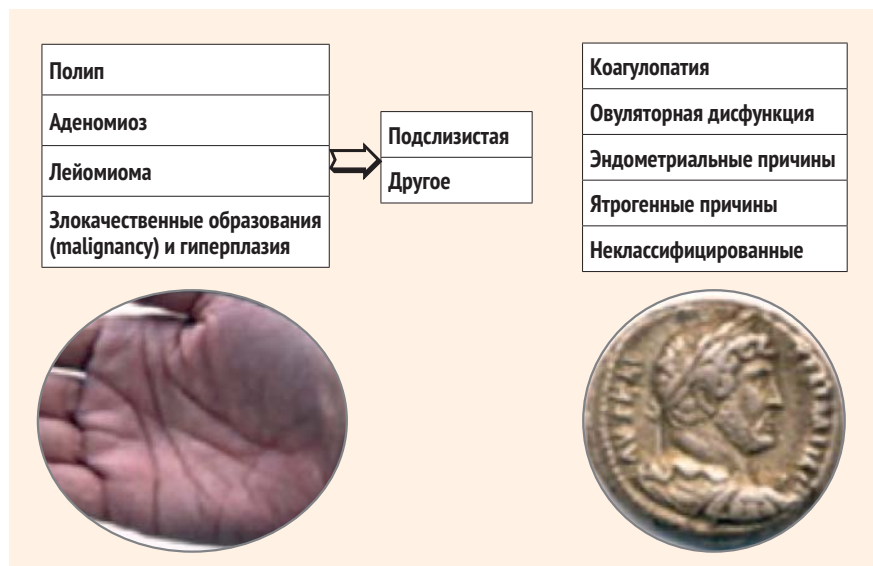 Полип
Аденомиоз
Лейомиома
Злокачественные образования
(malignancy) и гиперплазия
Подслизистая
Другое
Коагулопатия
Овуляторная дисфункция
Эндометриальные причины
Ятрогенные причины
Неклассифицированные